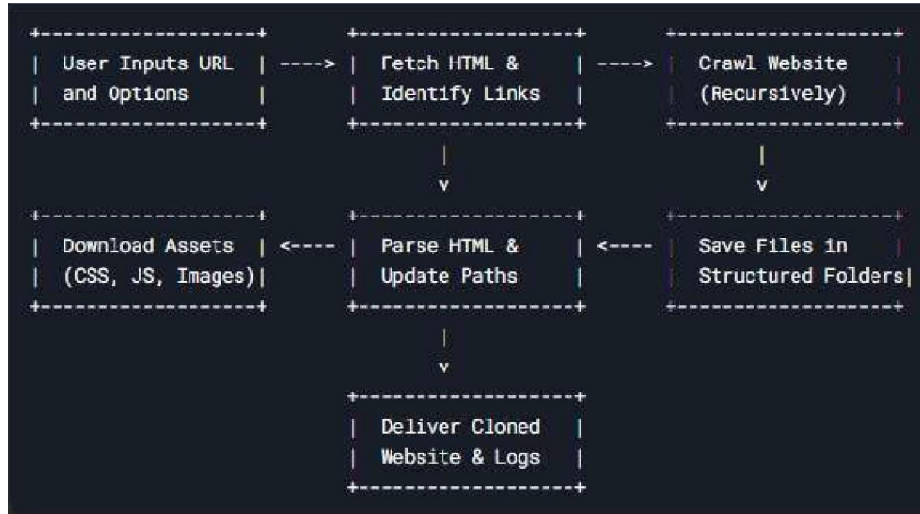 +-------------------+       +--------------------+       +--------------------+
|  User Inputs URL  | ----> |  Fetch HTML &      | ----> |  Crawl Website     |
|  and Options      |       |  Identify Links    |       |  (Recursively)     |
+-------------------+       +--------------------+       +--------------------+
                                    |                            |
                                    v                            v
+-------------------+       +--------------------+       +--------------------+
|  Download Assets  | <---- |  Parse HTML &      | <---- |  Save Files in     |
|  (CSS, JS, Images)|       |  Update Paths      |       |  Structured Folders|
+-------------------+       +--------------------+       +--------------------+
                                    |
                                    v
                            +--------------------+
                            |  Deliver Cloned    |
                            |  Website & Logs    |
                            +--------------------+